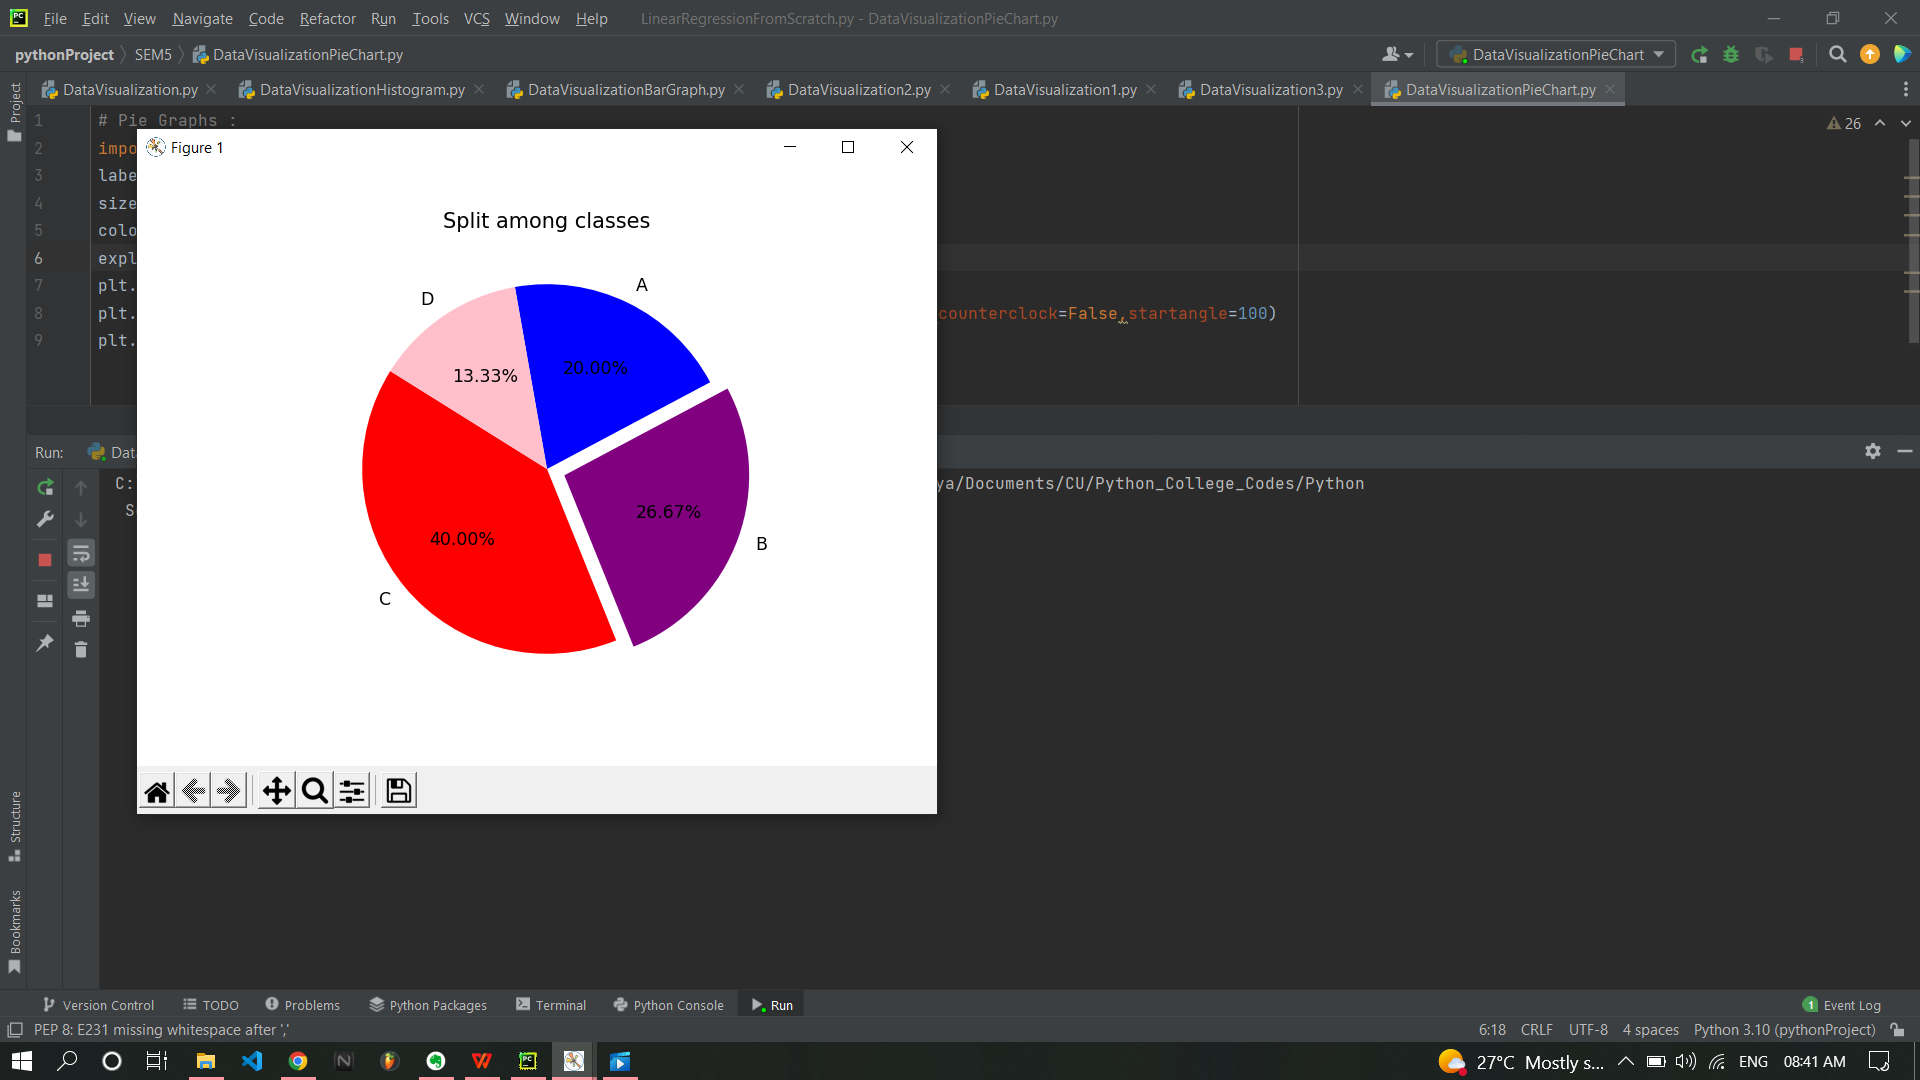 File Edit View Navigate Code Refactor Run Tools VCS Window Help LinearRegressionFromScratch.py - DataVisualizationPieChart.py
pythonProject SEM5 DataVisualizationPieChart.py DataVisualizationPieChart
DataVisualization.py DataVisualizationHistogram.py DataVisualizationBarGraph.py DataVisualization2.py DataVisualization1.py DataVisualization3.py DataVisualizationPieChart.py
Project
1 # Pie Graphs : 26
2 impo
3 labe
4 size
5 colo
6 expl
7 plt.
8 plt. counterclock=False,startangle=100)
9 plt.
Figure 1
Split among classes
A
D
20.00%
13.33%
26.67%
40.00%
B
C
Run: Dat
C: ya/Documents/CU/Python_College_Codes/Python
S
Structure
Bookmarks
Version Control TODO Problems Python Packages Terminal Python Console Run 1 Event Log
PEP 8: E231 missing whitespace after ',' 6:18 CRLF UTF-8 4 spaces Python 3.10 (pythonProject)
27°C Mostly s... ENG 08:41 AM